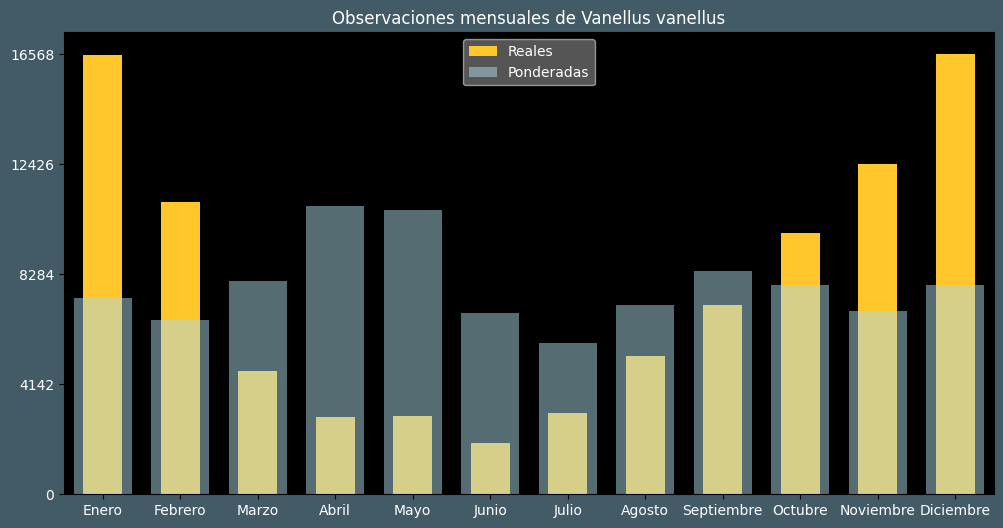 Observaciones mensuales de Vanellus vanellus
Reales
Ponderadas
16568
12426
8284
4142
0
Enero Febrero Marzo Abril Mayo Junio Julio Agosto Septiembre Octubre Noviembre Diciembre